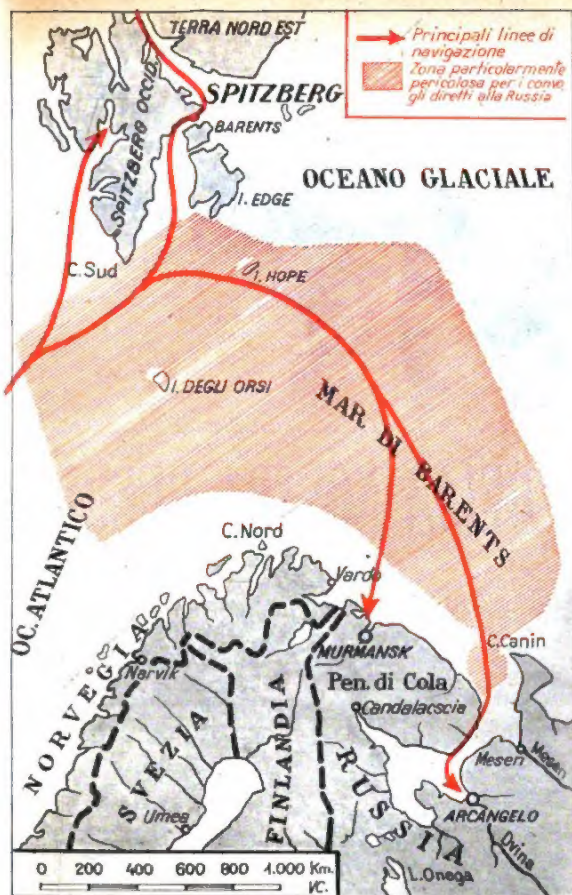 TERRA NORD EST
Principali linee di
navigazione
Zona particolarmente
pericolosa per i convo
gli diretti alla Russia
SPITZBERG
BARENTS
SPITZBERG OCCID.
I. EDGE
OCEANO GLACIALE
C. Sud
I. HOPE
I. DEGLI ORSI
MAR. DI BARENTS
OC. ATLANTICO
C. Nord
Vardo
C. Canin
MURMANSK
NORVEGIA
Narvik
Pen. di Cola
Candalacscia
SVEZIA
FINLANDIA
RUSSIA
Mesen
Mesen
Umea
ARCANGELO
Dvina
L. Onega
0 200 400 600 800 1.000 Km.
VC.